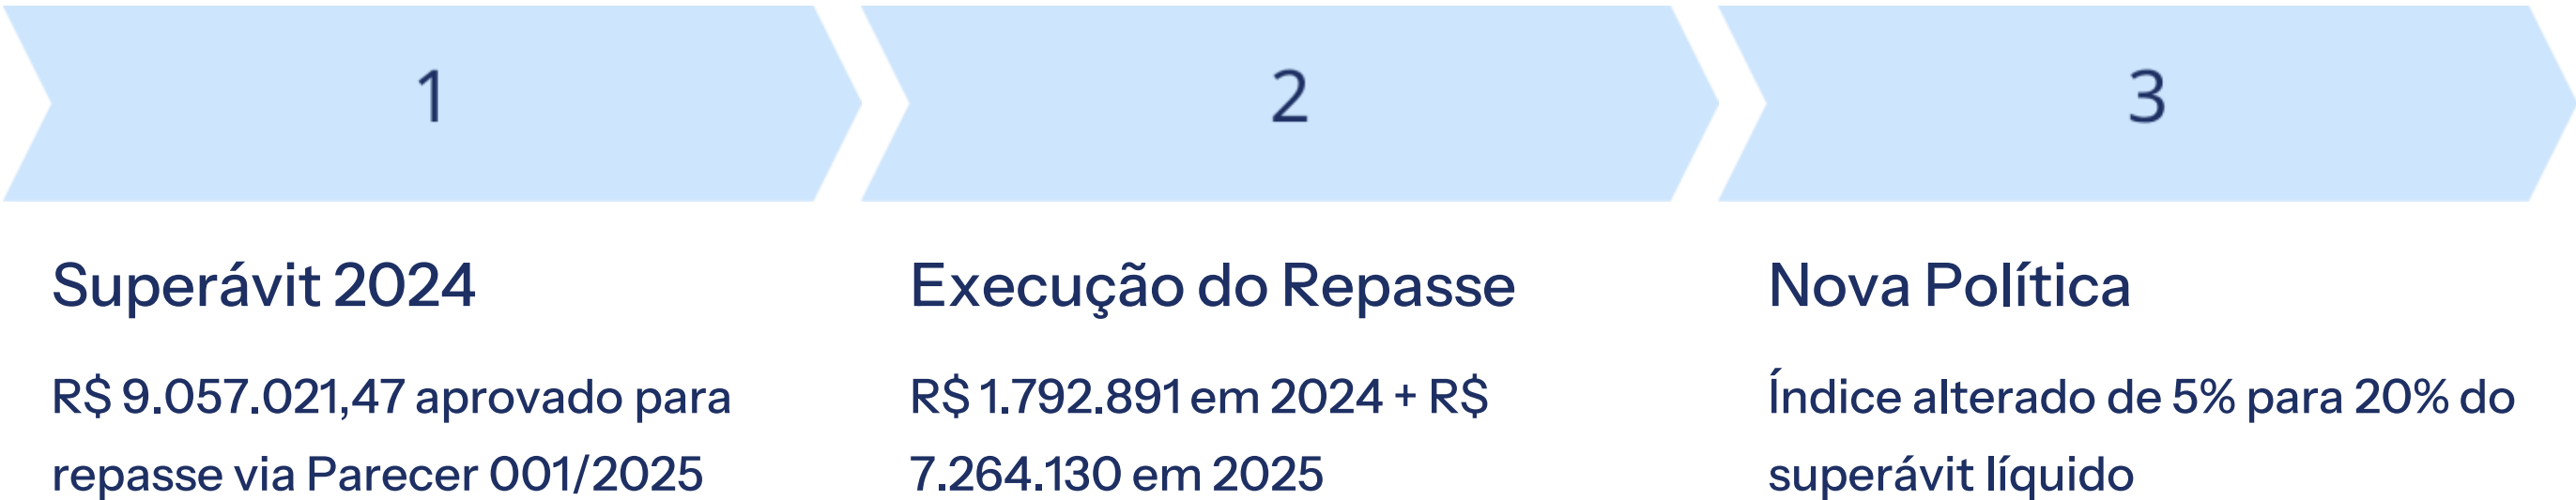 1
Superávit 2024
R$ 9.057.021,47 aprovado para
repasse via Parecer 001/2025
2
Execução do Repasse
R$ 1.792.891 em 2024 + R$
7.264.130 em 2025
3
Nova Política
Índice alterado de 5% para 20% do
superávit líquido